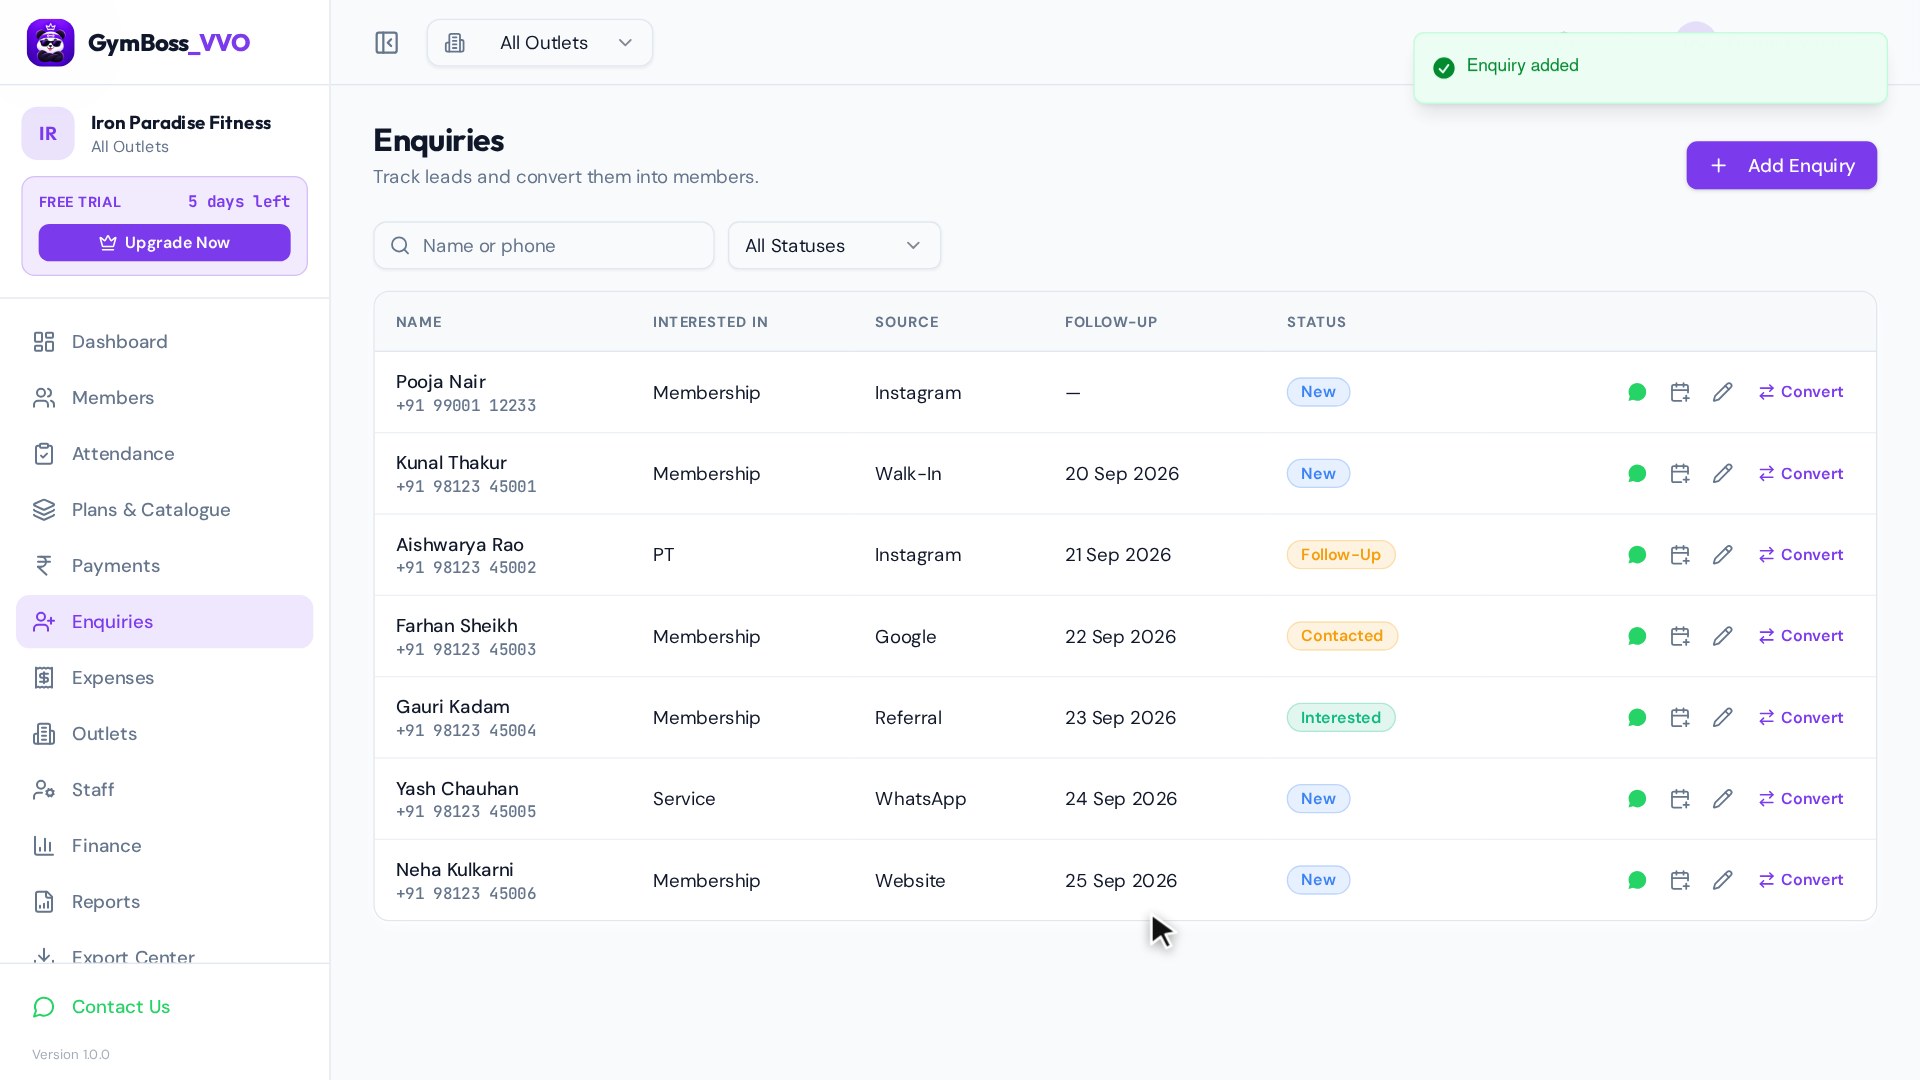 GymBoss_VVO
All Outlets
Enquiry added
IR
Iron Paradise Fitness
All Outlets
FREE TRIAL 5 days left
Upgrade Now
Dashboard
Members
Attendance
Plans & Catalogue
Payments
Enquiries
Expenses
Outlets
Staff
Finance
Reports
Export Center
Contact Us
Version 1.0.0
Enquiries
Track leads and convert them into members.
Add Enquiry
Name or phone
All Statuses
NAME INTERESTED IN SOURCE FOLLOW-UP STATUS
Pooja Nair
+91 99001 12233
Membership Instagram — New Convert
Kunal Thakur
+91 98123 45001
Membership Walk-In 20 Sep 2026 New Convert
Aishwarya Rao
+91 98123 45002
PT Instagram 21 Sep 2026 Follow-Up Convert
Farhan Sheikh
+91 98123 45003
Membership Google 22 Sep 2026 Contacted Convert
Gauri Kadam
+91 98123 45004
Membership Referral 23 Sep 2026 Interested Convert
Yash Chauhan
+91 98123 45005
Service WhatsApp 24 Sep 2026 New Convert
Neha Kulkarni
+91 98123 45006
Membership Website 25 Sep 2026 New Convert